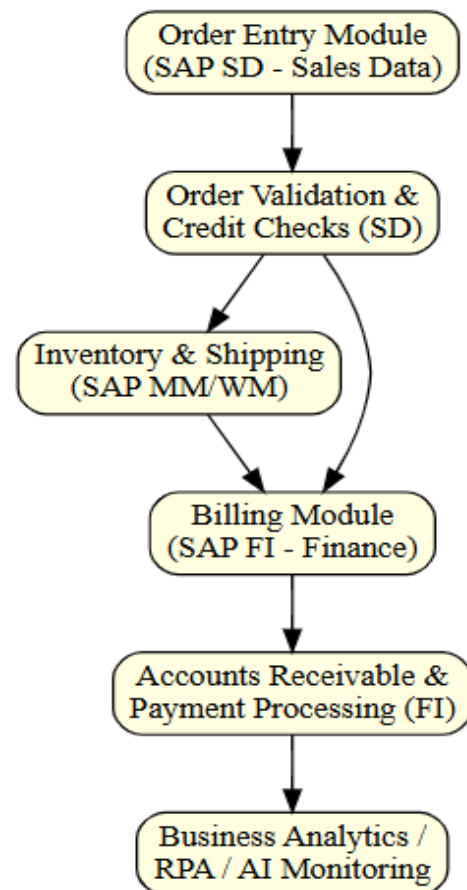 Order Entry Module
(SAP SD - Sales Data)
Order Validation &
Credit Checks (SD)
Inventory & Shipping
(SAP MM/WM)
Billing Module
(SAP FI - Finance)
Accounts Receivable &
Payment Processing (FI)
Business Analytics /
RPA / AI Monitoring